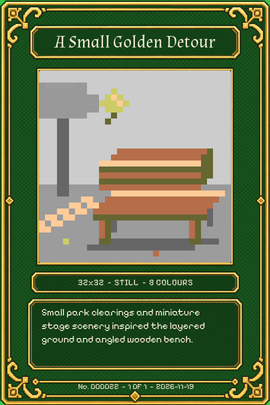 A Small Golden Detour
32x32 - STILL - 8 COLOURS
Small park clearings and miniature
stage scenery inspired the layered
ground and angled wooden bench.
No. 000022 - 1 OF 1 - 2026-11-19